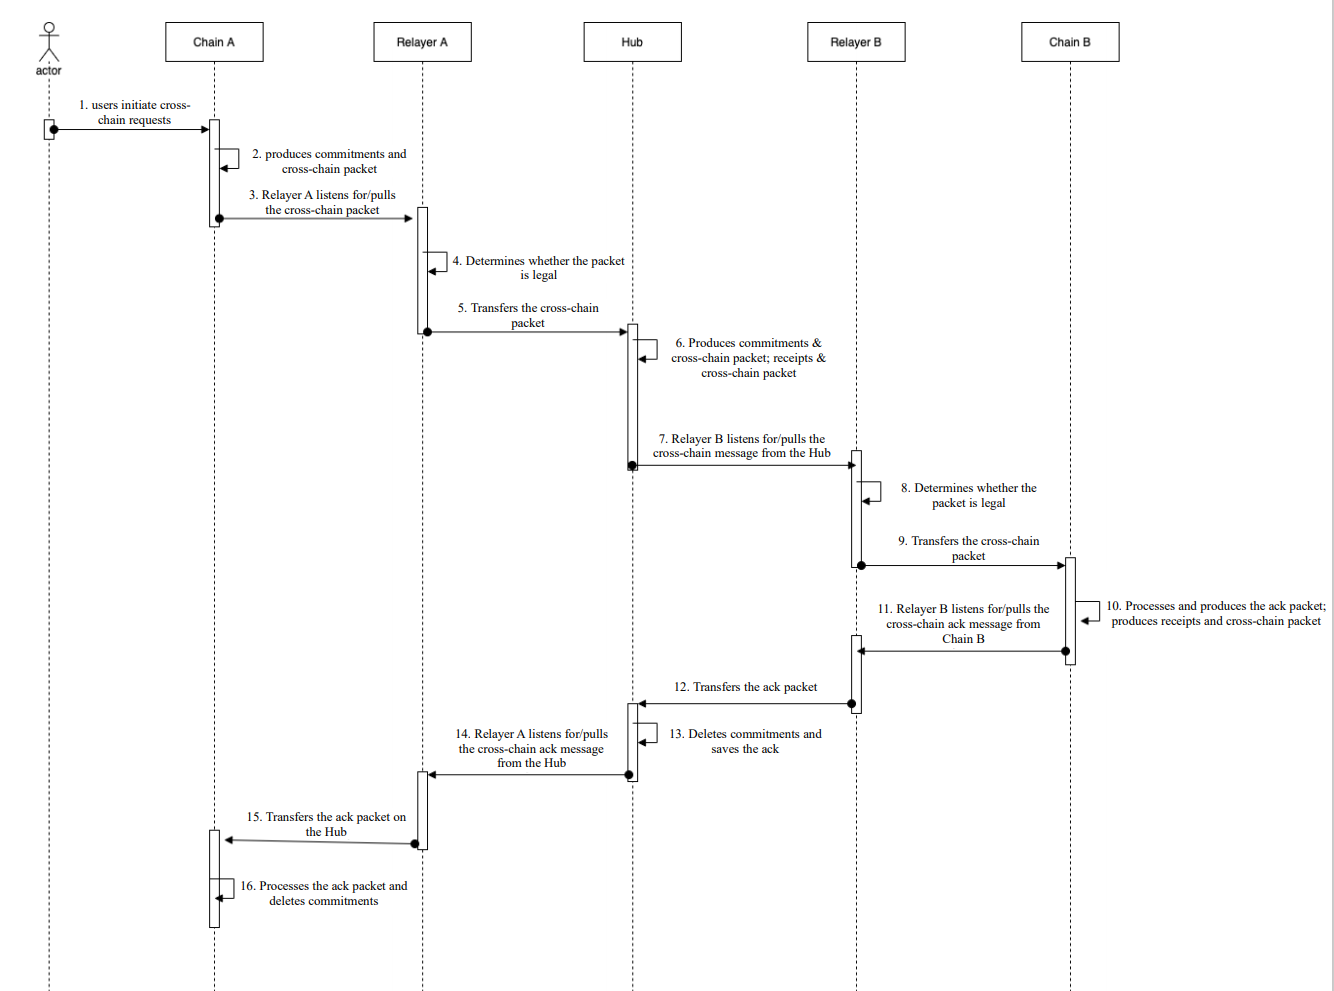 actor
Chain A
Relayer A
Hub
Relayer B
Chain B
1. users initiate cross-
chain requests
2. produces commitments and
cross-chain packet
3. Relayer A listens for/pulls
the cross-chain packet
4. Determines whether the packet
is legal
5. Transfers the cross-chain
packet
6. Produces commitments &
cross-chain packet; receipts &
cross-chain packet
7. Relayer B listens for/pulls the
cross-chain message from the Hub
8. Determines whether the
packet is legal
9. Transfers the cross-chain
packet
10. Processes and produces the ack packet;
produces receipts and cross-chain packet
11. Relayer B listens for/pulls the
cross-chain ack message from
Chain B
12. Transfers the ack packet
13. Deletes commitments and
saves the ack
14. Relayer A listens for/pulls
the cross-chain ack message
from the Hub
15. Transfers the ack packet on
the Hub
16. Processes the ack packet and
deletes commitments